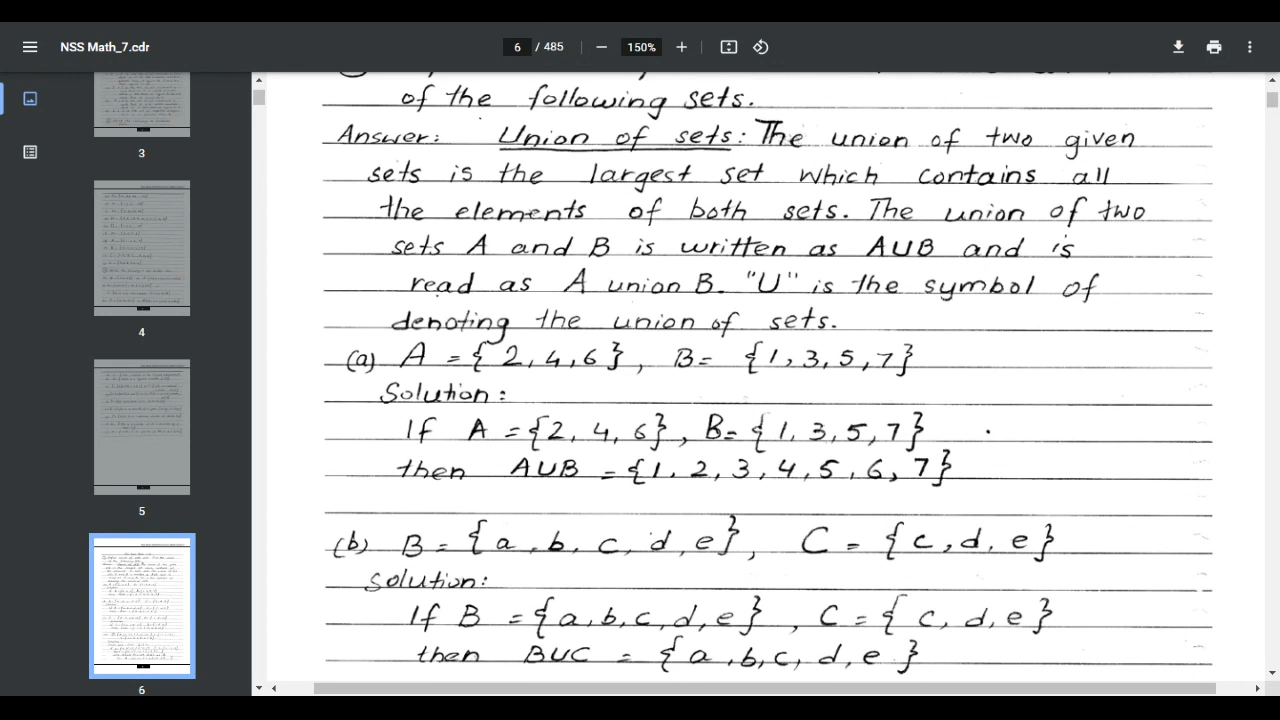 NSS Math_7.cdr
6 / 485
150%
3
4
5
6
of the following sets.
Answer: Union of sets: The union of two given
sets is the largest set which contains all
the elements of both sets. The union of two
sets A and B is written as AUB and is
read as A union B. "U" is the symbol of
denoting the union of sets.
(a) A = { 2, 4, 6 } , B = { 1, 3, 5, 7 }
Solution :
If A = {2, 4, 6} , B = { 1, 3, 5, 7 }
then AUB = {1, 2, 3, 4, 5, 6, 7 }
(b) B = { a, b, c, d, e } , C = { c, d, e }
Solution :
If B = { a, b, c, d, e } , C = { c, d, e }
then BUC = { a, b, c, d, e }